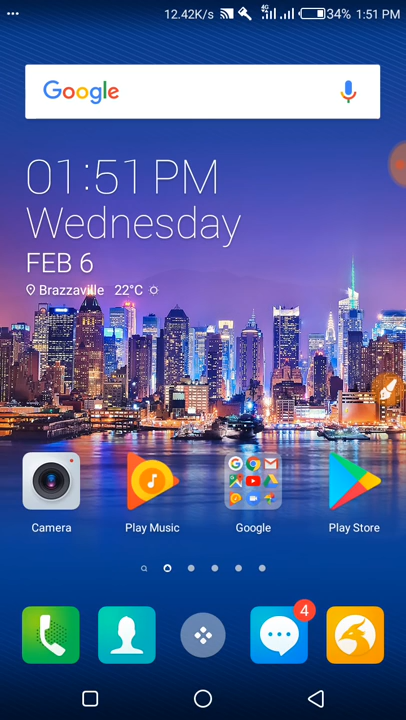 12.42K/s 4G 34% 1:51 PM
Google
01:51 PM
Wednesday
FEB 6
Brazzaville 22°C
Camera
Play Music
Google
Play Store
4